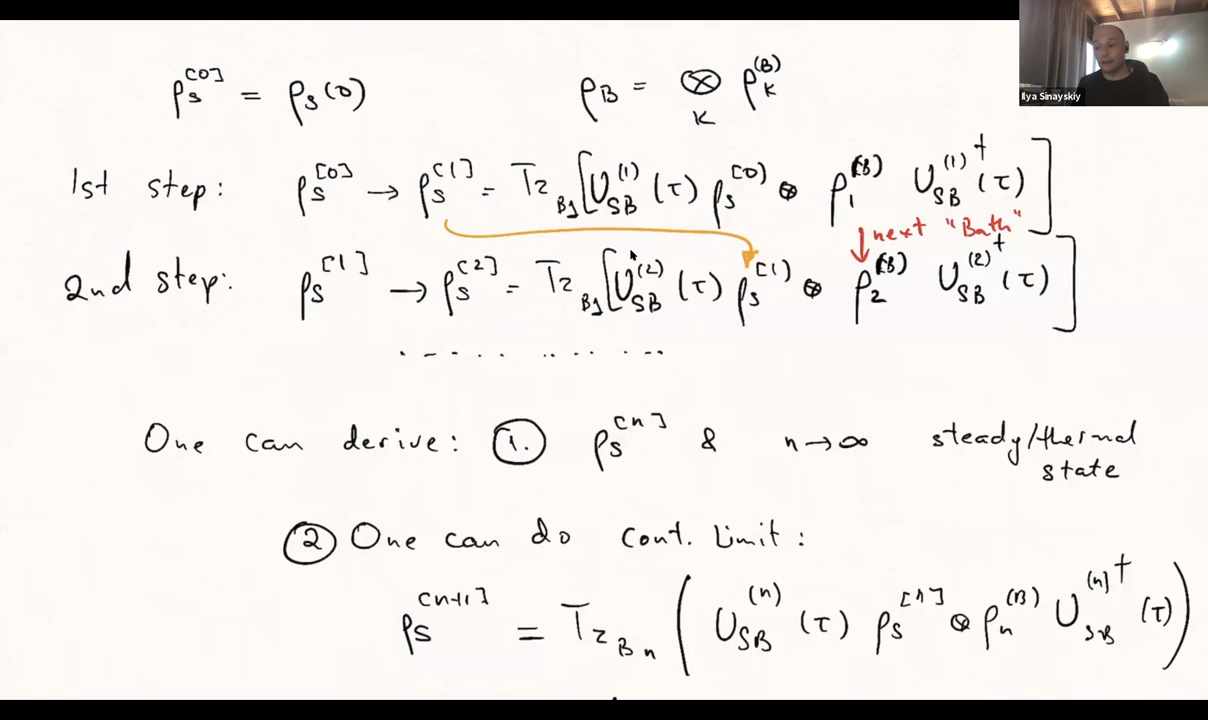 Ilya Sinayskiy
ρ_S^[0] = ρ_S(0)    ρ_B = ⊗_K ρ_K^(B)
1st step: ρ_S^[0] → ρ_S^[1] = Tr_B1 [U_SB^(1)(τ) ρ_S^[0] ⊗ ρ_1^(B) U_SB^(1)†(τ)]
next "Bath"
2nd step: ρ_S^[1] → ρ_S^[2] = Tr_B1 [U_SB^(2)(τ) ρ_S^[1] ⊗ ρ_2^(B) U_SB^(2)†(τ)]
One can derive: 1. ρ_S^[n] & n→∞ steady/thermal
state
2 One can do cont. limit:
ρ_S^[n+1] = Tr_Bn (U_SB^(n)(τ) ρ_S^[n] ⊗ ρ_n^(B) U_SB^(n)†(τ))